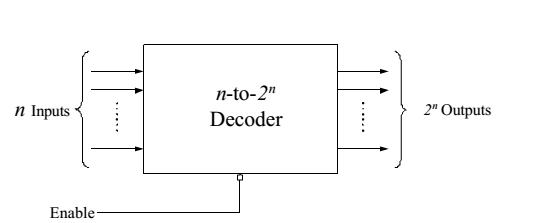 n-to-2ⁿ
Decoder
n Inputs
2ⁿ Outputs
Enable